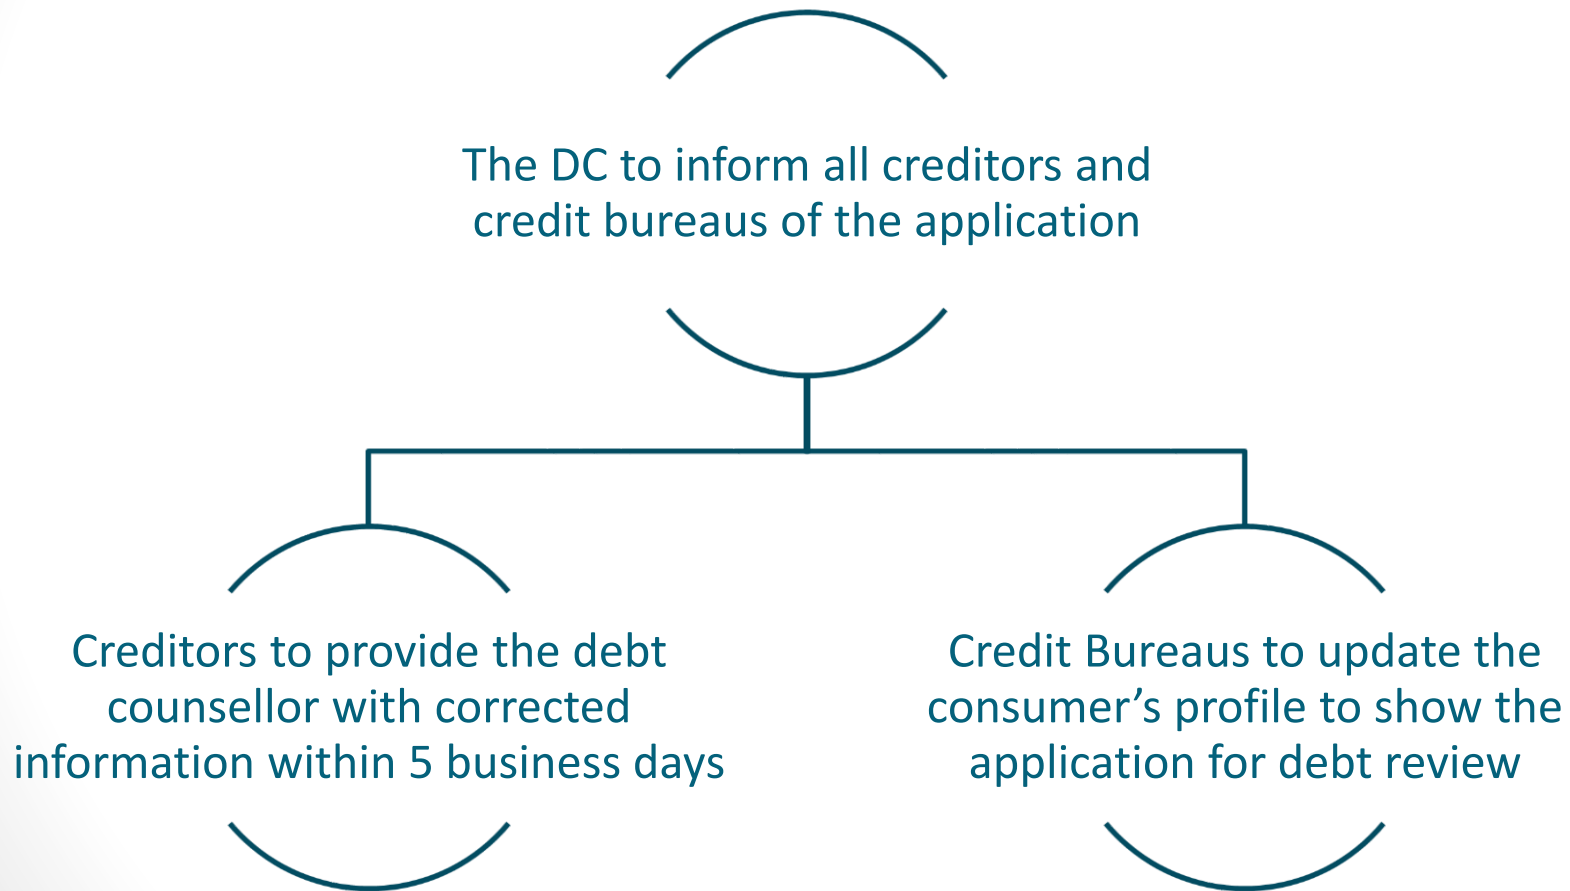 The DC to inform all creditors and
credit bureaus of the application
Creditors to provide the debt
counsellor with corrected
information within 5 business days
Credit Bureaus to update the
consumer’s profile to show the
application for debt review